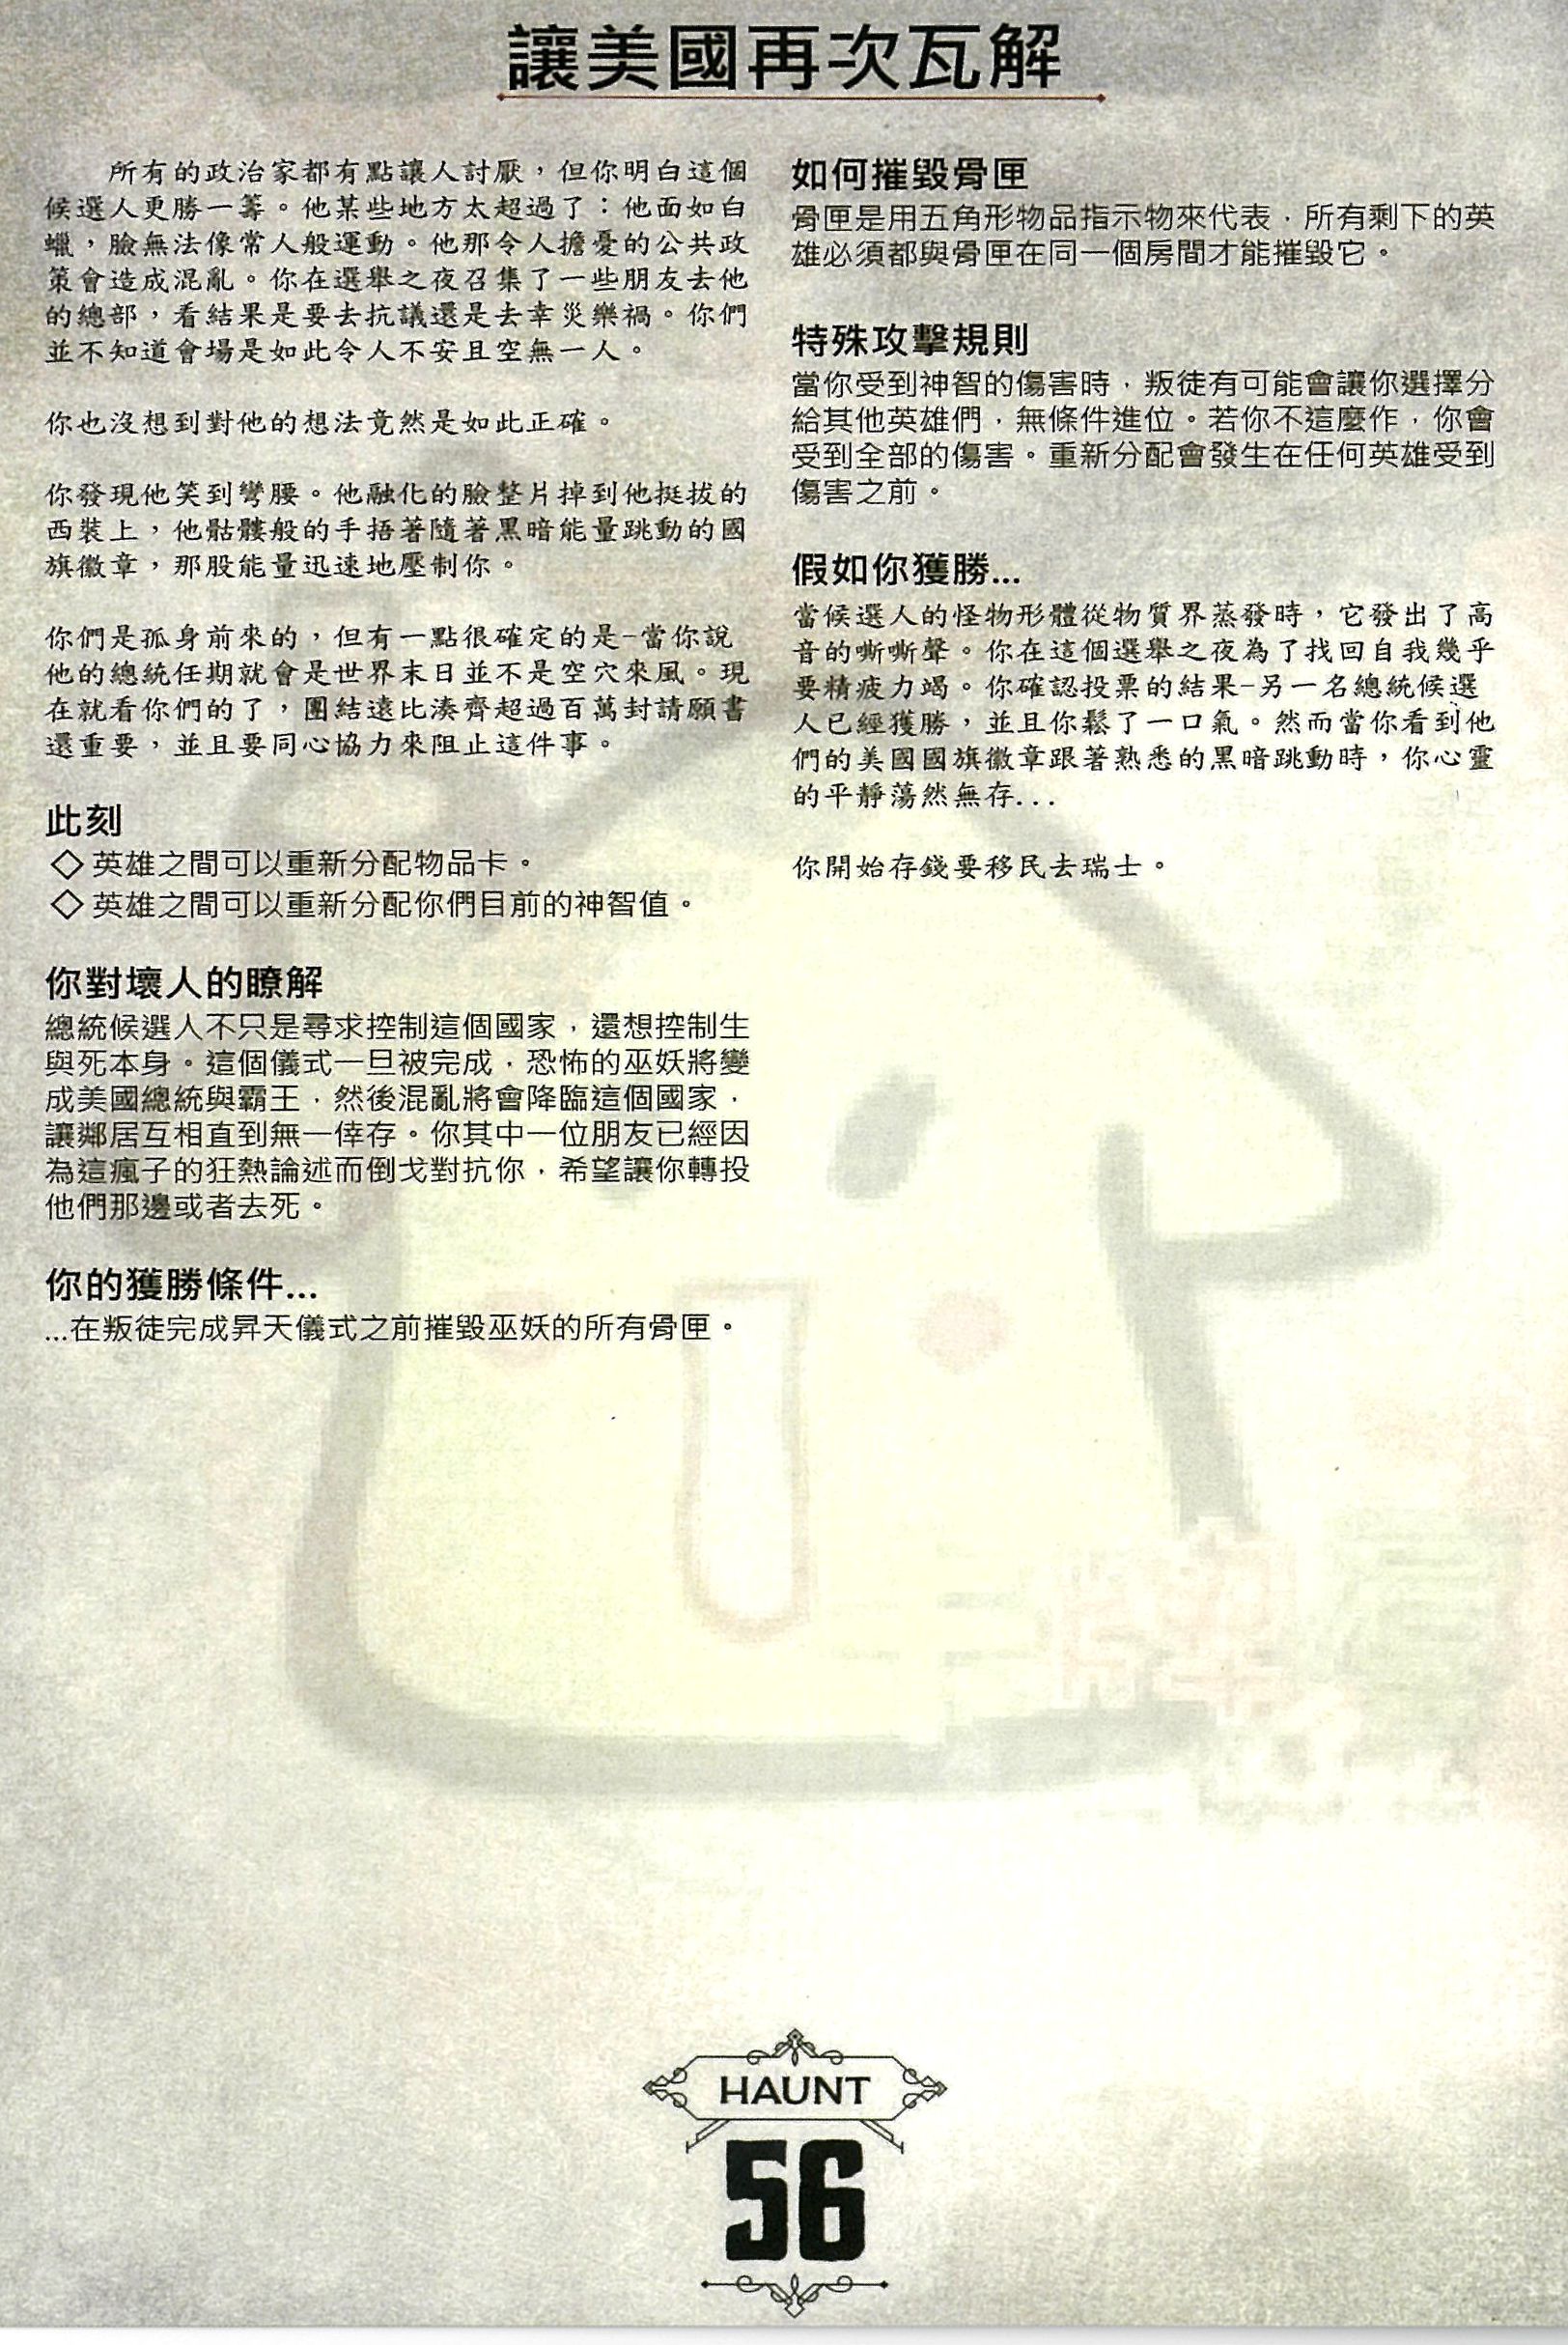 讓美國再次瓦解
所有的政治家都有點讓人討厭，但你明白這個
候選人更勝一籌。他某些地方太超過了：他面如白
蠟，臉無法像常人般運動。他那令人擔憂的公共政
策會造成混亂。你在選舉之夜召集了一些朋友去他
的總部，看結果是要去抗議還是去幸災樂禍。你們
並不知道會場是如此令人不安且空無一人。
你也沒想到對他的想法竟然是如此正確。
你發現他笑到彎腰。他融化的臉整片掉到他挺拔的
西裝上，他骷髏般的手捂著隨著黑暗能量跳動的國
旗徽章，那股能量迅速地壓制你。
你們是孤身前來的，但有一點很確定的是-當你說
他的總統任期就會是世界末日並不是空穴來風。現
在就看你們的了，團結遠比湊齊超過百萬封請願書
還重要，並且要同心協力來阻止這件事。
此刻
◇英雄之間可以重新分配物品卡。
◇英雄之間可以重新分配你們目前的神智值。
你對壞人的瞭解
總統候選人不只是尋求控制這個國家，還想控制生
與死本身。這個儀式一旦被完成，恐怖的巫妖將變
成美國總統與霸王，然後混亂將會降臨這個國家，
讓鄰居互相直到無一倖存。你其中一位朋友已經因
為這瘋子的狂熱論述而倒戈對抗你，希望讓你轉投
他們那邊或者去死。
你的獲勝條件...
...在叛徒完成昇天儀式之前摧毀巫妖的所有骨匣。
如何摧毀骨匣
骨匣是用五角形物品指示物來代表，所有剩下的英
雄必須都與骨匣在同一個房間才能摧毀它。
特殊攻擊規則
當你受到神智的傷害時，叛徒有可能會讓你選擇分
給其他英雄們，無條件進位。若你不這麼作，你會
受到全部的傷害。重新分配會發生在任何英雄受到
傷害之前。
假如你獲勝...
當候選人的怪物形體從物質界蒸發時，它發出了高
音的嘶嘶聲。你在這個選舉之夜為了找回自我幾乎
要精疲力竭。你確認投票的結果-另一名總統候選
人已經獲勝，並且你鬆了一口氣。然而當你看到他
們的美國國旗徽章跟著熟悉的黑暗跳動時，你心靈
的平靜蕩然無存...
你開始存錢要移民去瑞士。
HAUNT
56